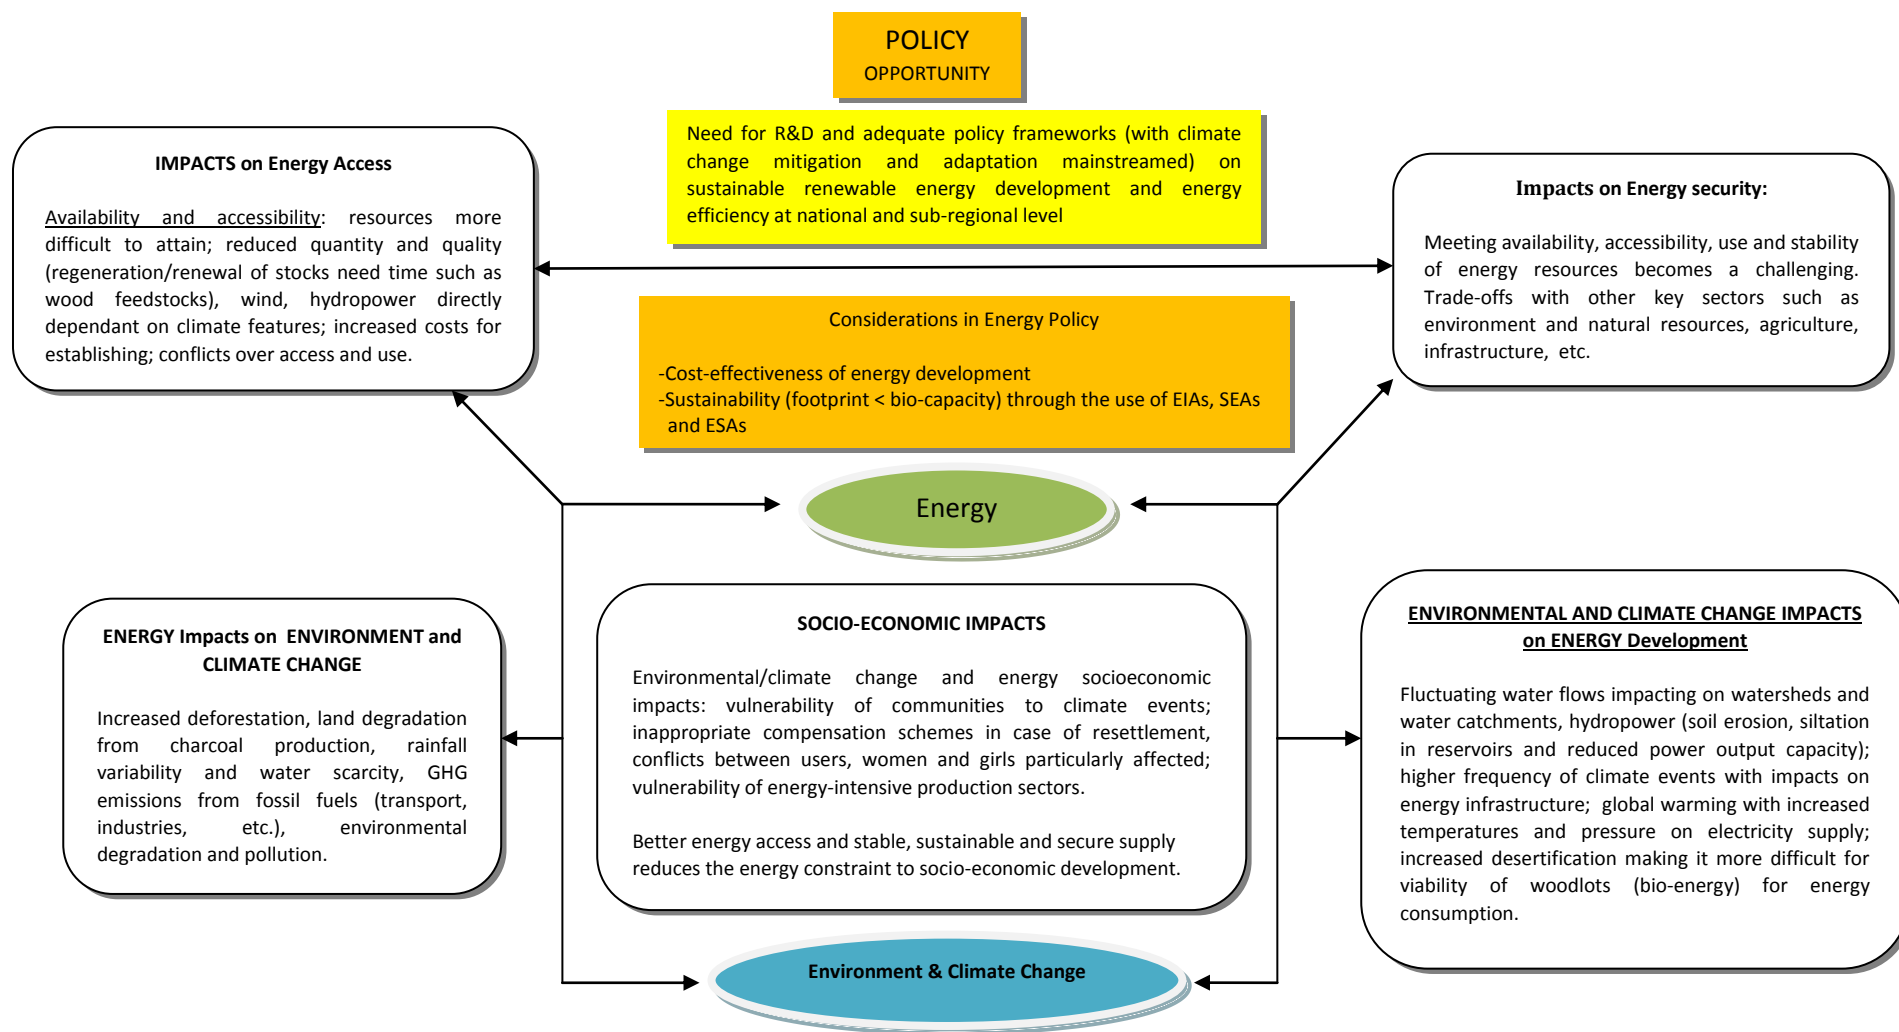 POLICY
OPPORTUNITY
Need for R&D and adequate policy frameworks (with climate
change mitigation and adaptation mainstreamed) on
sustainable renewable energy development and energy
efficiency at national and sub-regional level
IMPACTS on Energy Access
Availability and accessibility: resources more
difficult to attain; reduced quantity and quality
(regeneration/renewal of stocks need time such as
wood feedstocks), wind, hydropower directly
dependant on climate features; increased costs for
establishing; conflicts over access and use.
Impacts on Energy security:
Meeting availability, accessibility, use and stability
of energy resources becomes a challenging.
Trade-offs with other key sectors such as
environment and natural resources, agriculture,
infrastructure, etc.
Considerations in Energy Policy
-Cost-effectiveness of energy development
-Sustainability (footprint < bio-capacity) through the use of EIAs, SEAs
and ESAs
Energy
ENERGY Impacts on ENVIRONMENT and
CLIMATE CHANGE
Increased deforestation, land degradation
from charcoal production, rainfall
variability and water scarcity, GHG
emissions from fossil fuels (transport,
industries, etc.), environmental
degradation and pollution.
SOCIO-ECONOMIC IMPACTS
Environmental/climate change and energy socioeconomic
impacts: vulnerability of communities to climate events;
inappropriate compensation schemes in case of resettlement,
conflicts between users, women and girls particularly affected;
vulnerability of energy-intensive production sectors.
Better energy access and stable, sustainable and secure supply
reduces the energy constraint to socio-economic development.
ENVIRONMENTAL AND CLIMATE CHANGE IMPACTS
on ENERGY Development
Fluctuating water flows impacting on watersheds and
water catchments, hydropower (soil erosion, siltation
in reservoirs and reduced power output capacity);
higher frequency of climate events with impacts on
energy infrastructure; global warming with increased
temperatures and pressure on electricity supply;
increased desertification making it more difficult for
viability of woodlots (bio-energy) for energy
consumption.
Environment & Climate Change